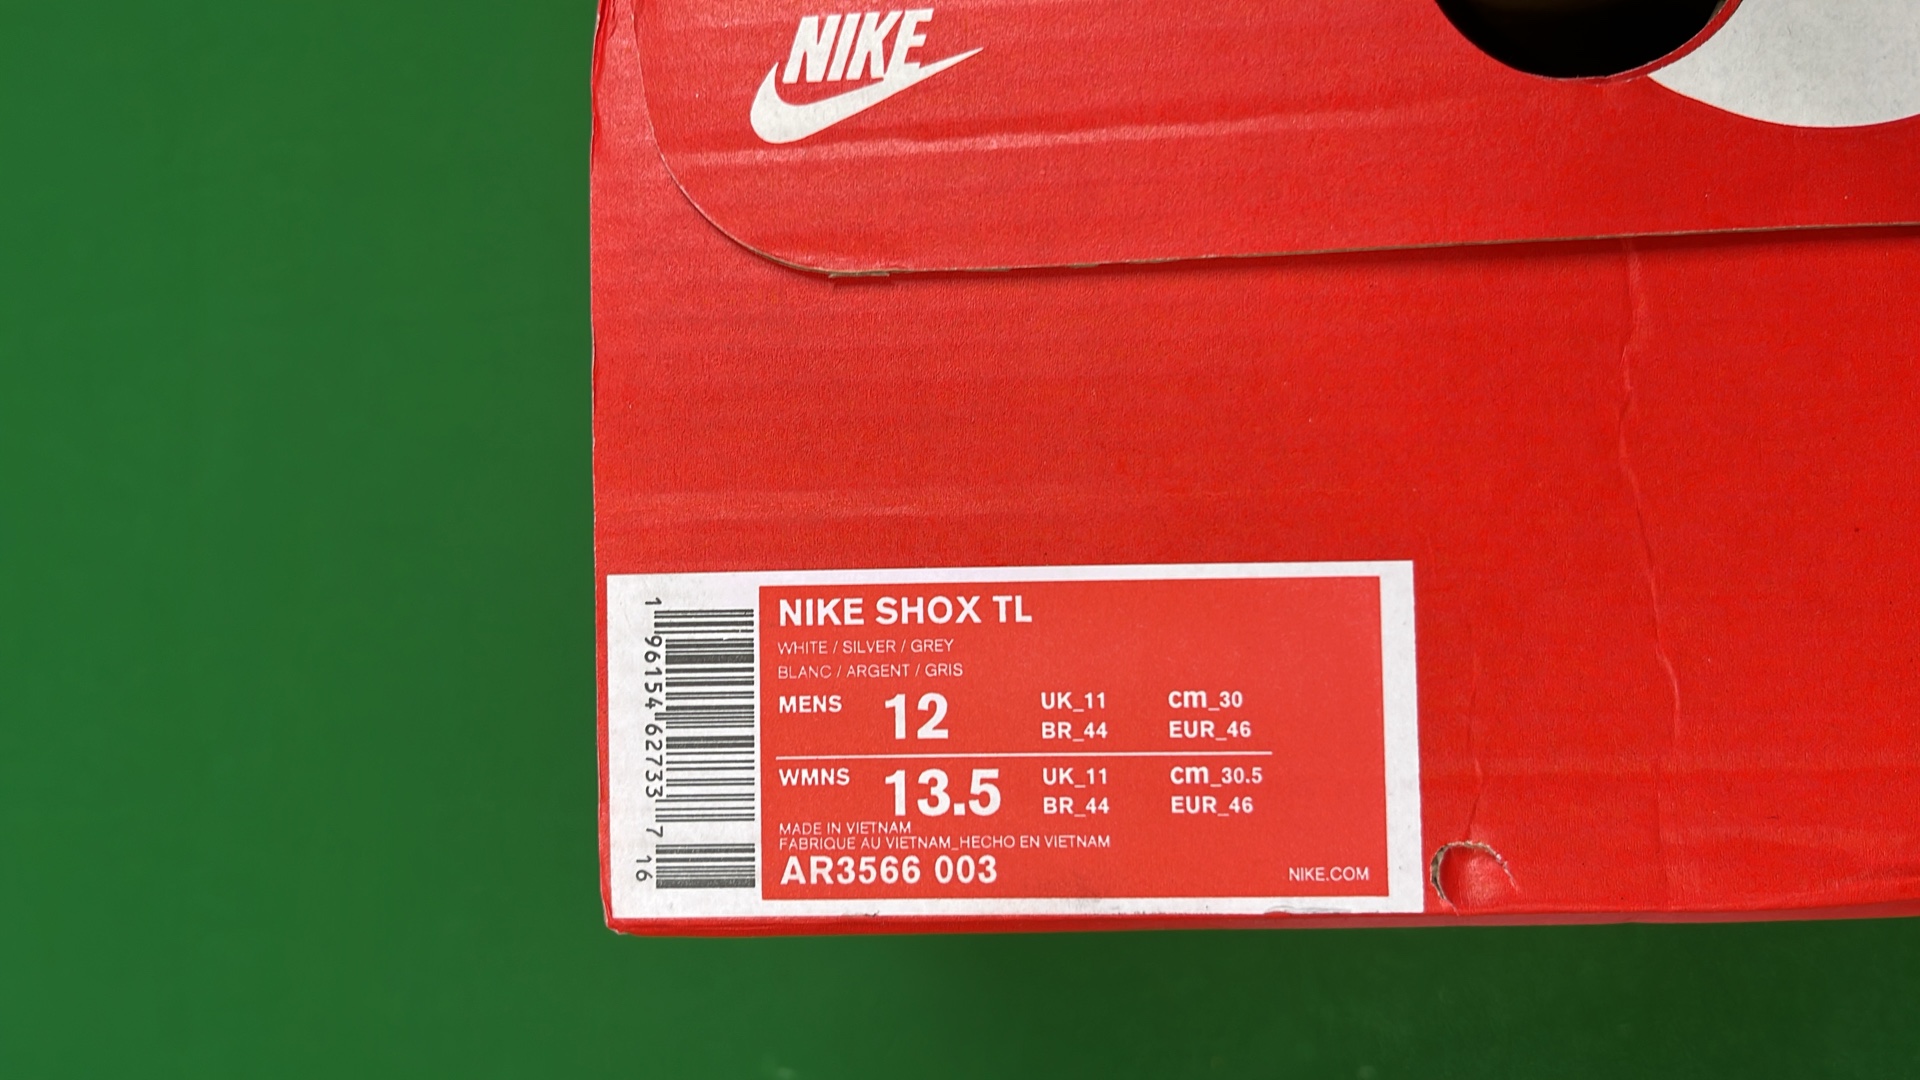 NIKE
NIKE SHOX TL
WHITE / SILVER / GREY
BLANC / ARGENT / GRIS
MENS 12 UK_11 cm_30
BR_44 EUR_46
WMNS 13.5 UK_11 cm_30.5
BR_44 EUR_46
MADE IN VIETNAM
FABRIQUE AU VIETNAM_HECHO EN VIETNAM
AR3566 003
NIKE.COM
1 96154 62733 7
16